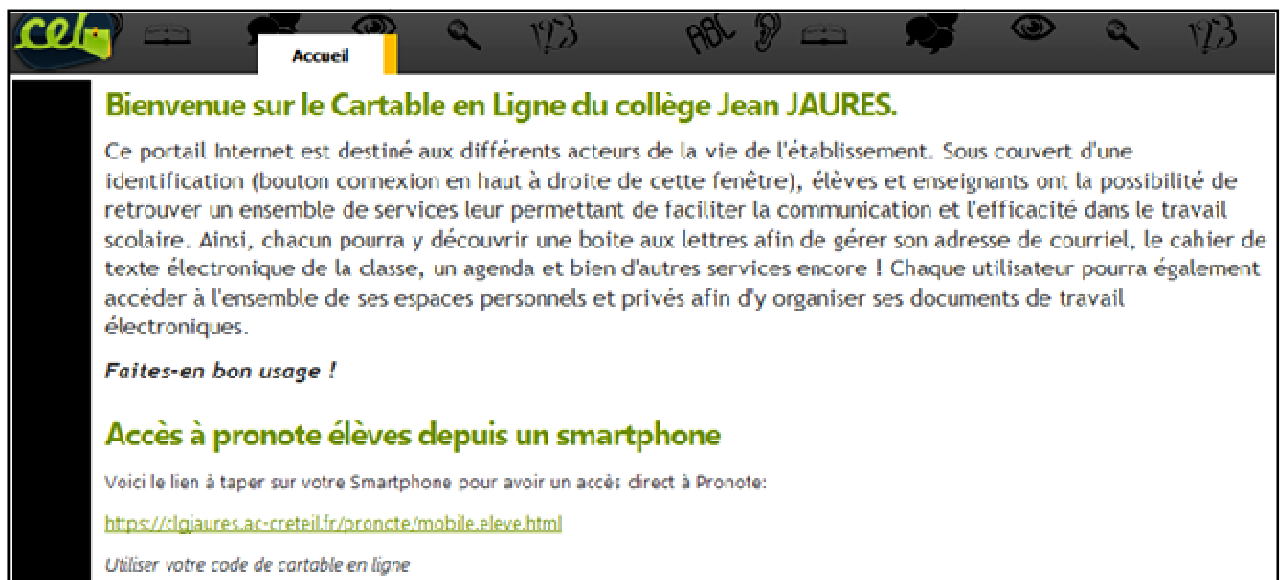 cel
Accueil
ABC
123
Bienvenue sur le Cartable en Ligne du collège Jean JAURES.
Ce portail Internet est destiné aux différents acteurs de la vie de l'établissement. Sous couvert d'une
identification (bouton connexion en haut à droite de cette fenêtre), élèves et enseignants ont la possibilité de
retrouver un ensemble de services leur permettant de faciliter la communication et l'efficacité dans le travail
scolaire. Ainsi, chacun pourra y découvrir une boite aux lettres afin de gérer son adresse de courriel, le cahier de
texte électronique de la classe, un agenda et bien d'autres services encore ! Chaque utilisateur pourra également
accéder à l'ensemble de ses espaces personnels et privés afin d'y organiser ses documents de travail
électroniques.
Faites-en bon usage !
Accès à pronote élèves depuis un smartphone
Voici le lien à taper sur votre Smartphone pour avoir un accès direct à Pronote:
https://clgjaures.ac-creteil.fr/pronote/mobile.eleve.html
Utiliser votre code de cartable en ligne